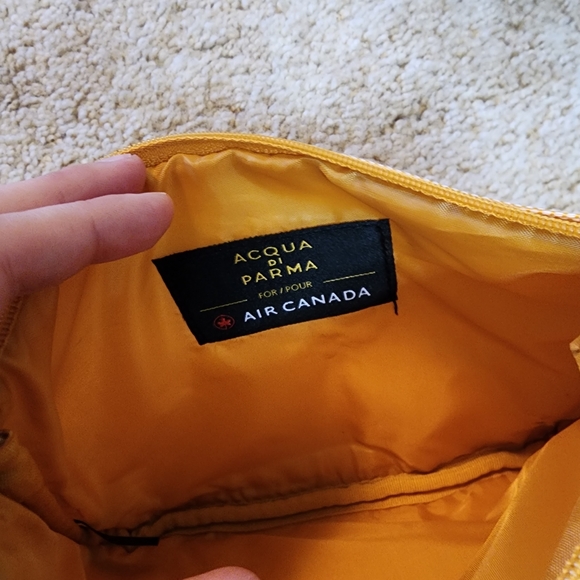 ACQUA
DI
PARMA
FOR / POUR
AIR CANADA